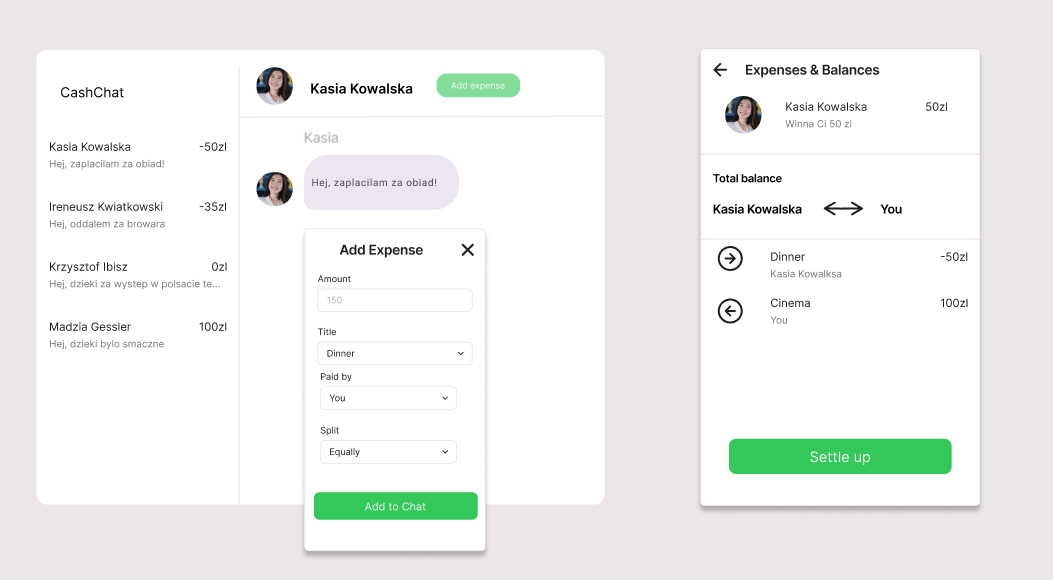 CashChat
Kasia Kowalska -50zl
Hej, zaplacilam za obiad!
Ireneusz Kwiatkowski -35zl
Hej, oddalem za browara
Krzysztof Ibisz 0zl
Hej, dzieki za wystep w polsacie te...
Madzia Gessler 100zl
Hej, dzieki bylo smaczne
Kasia Kowalska
Add expense
Kasia
Hej, zaplacilam za obiad!
Add Expense
Amount
150
Title
Dinner
Paid by
You
Split
Equally
Add to Chat
Expenses & Balances
Kasia Kowalska 50zl
Winna Ci 50 zl
Total balance
Kasia Kowalska You
Dinner -50zl
Kasia Kowalksa
Cinema 100zl
You
Settle up